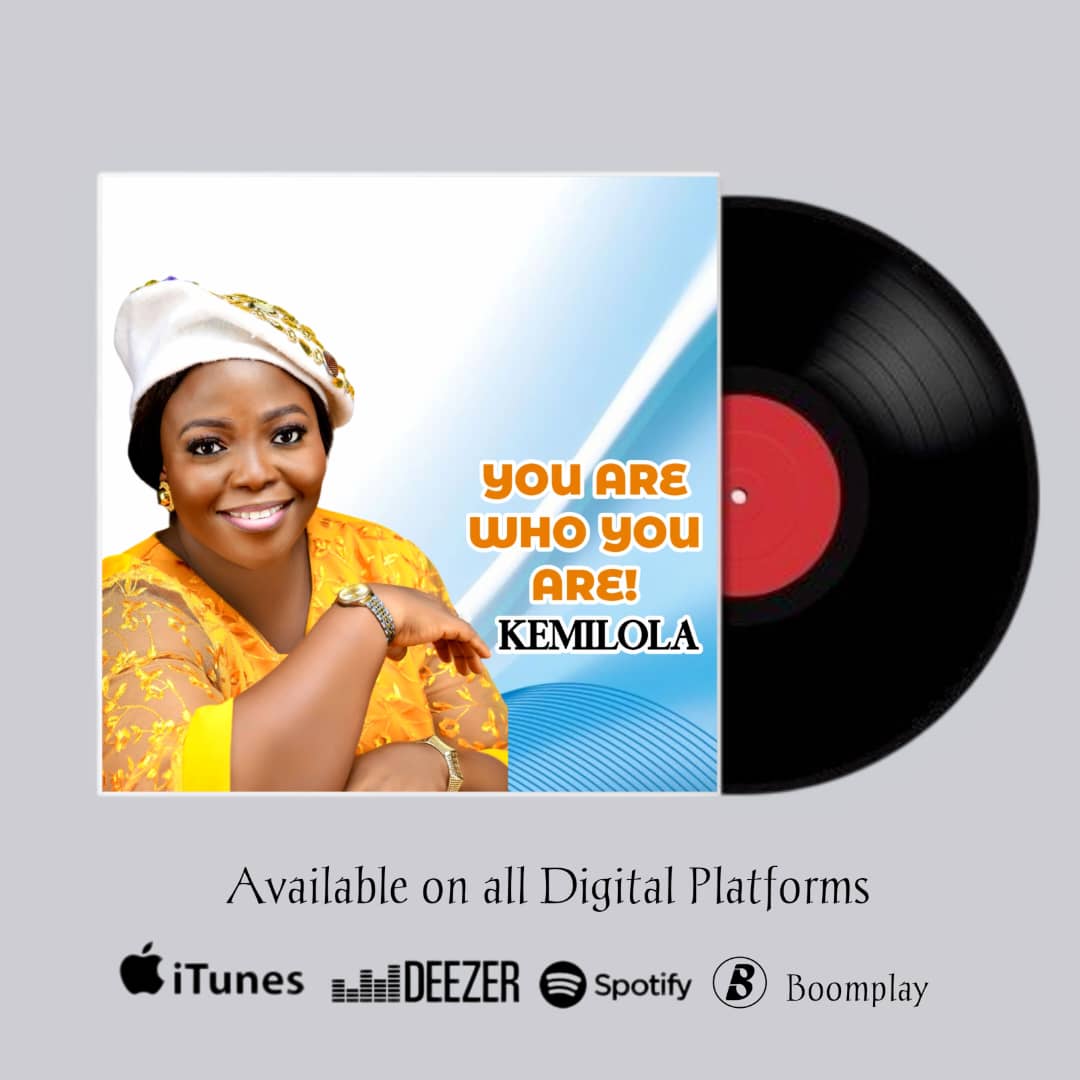 YOU ARE
WHO YOU
ARE!
KEMILOLA
Available on all Digital Platforms
iTunes DEEZER Spotify B Boomplay